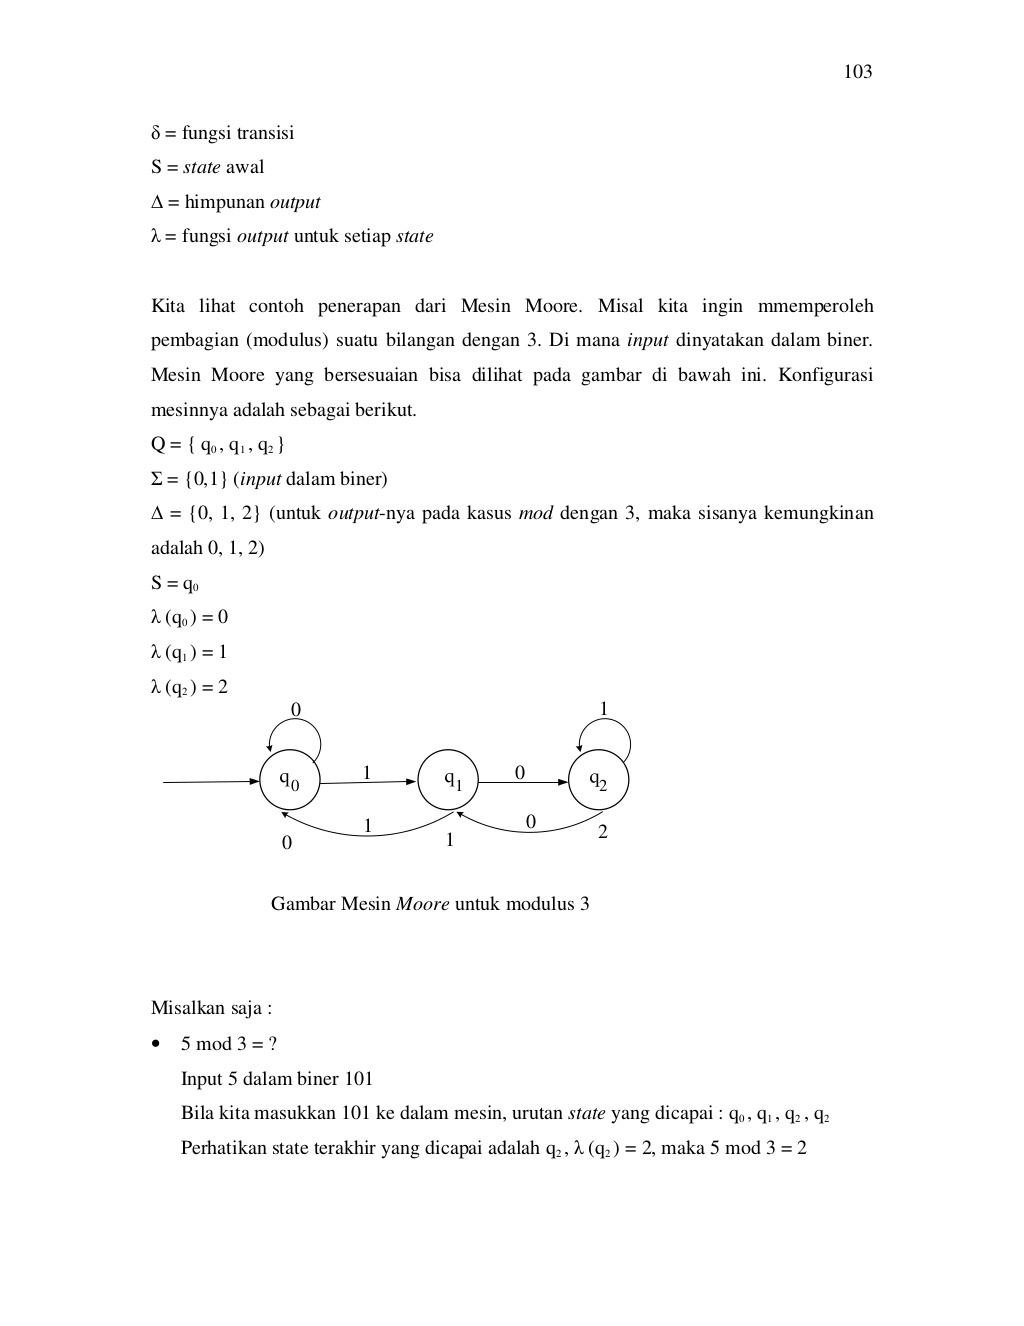 103
δ = fungsi transisi
S = state awal
Δ = himpunan output
λ = fungsi output untuk setiap state
Kita lihat contoh penerapan dari Mesin Moore. Misal kita ingin mmemperoleh
pembagian (modulus) suatu bilangan dengan 3. Di mana input dinyatakan dalam biner.
Mesin Moore yang bersesuaian bisa dilihat pada gambar di bawah ini. Konfigurasi
mesinnya adalah sebagai berikut.
Q = { q₀ , q₁ , q₂ }
Σ = {0,1} (input dalam biner)
Δ = {0, 1, 2} (untuk output-nya pada kasus mod dengan 3, maka sisanya kemungkinan
adalah 0, 1, 2)
S = q₀
λ (q₀ ) = 0
λ (q₁ ) = 1
λ (q₂ ) = 2
0 1
q₀ 1 q₁ 0 q₂
0 1 1 0 2
Gambar Mesin Moore untuk modulus 3
Misalkan saja :
• 5 mod 3 = ?
Input 5 dalam biner 101
Bila kita masukkan 101 ke dalam mesin, urutan state yang dicapai : q₀ , q₁ , q₂ , q₂
Perhatikan state terakhir yang dicapai adalah q₂ , λ (q₂ ) = 2, maka 5 mod 3 = 2